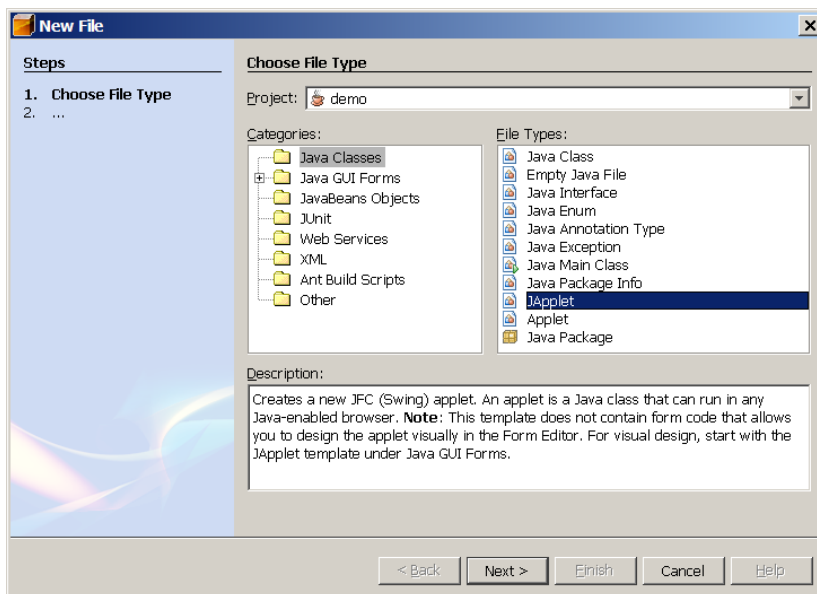 New File
Steps
1. Choose File Type
2. ...
Choose File Type
Project: demo
Categories:
Java Classes
Java GUI Forms
JavaBeans Objects
JUnit
Web Services
XML
Ant Build Scripts
Other
File Types:
Java Class
Empty Java File
Java Interface
Java Enum
Java Annotation Type
Java Exception
Java Main Class
Java Package Info
JApplet
Applet
Java Package
Description:
Creates a new JFC (Swing) applet. An applet is a Java class that can run in any
Java-enabled browser. Note: This template does not contain form code that allows
you to design the applet visually in the Form Editor. For visual design, start with the
JApplet template under Java GUI Forms.
< Back Next > Finish Cancel Help